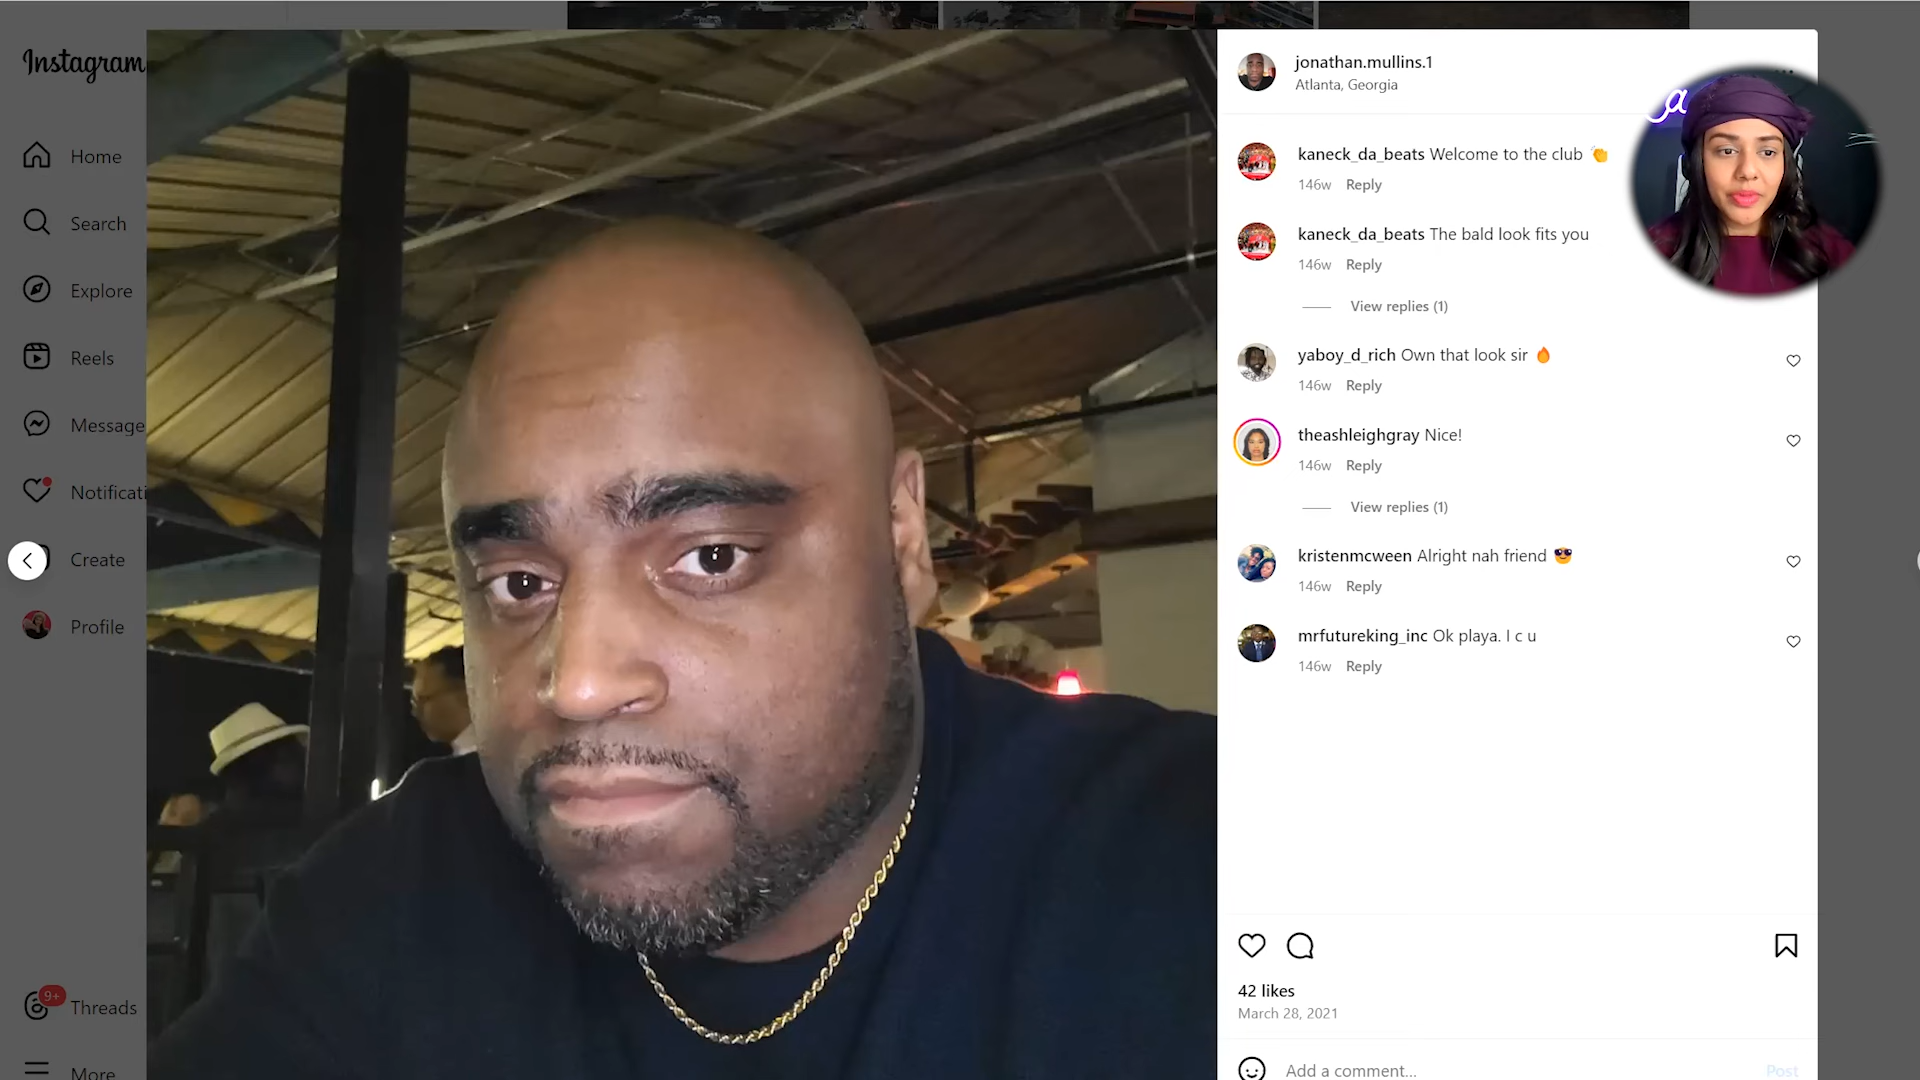 Instagram
Home
Search
Explore
Reels
Message
Notificati
Create
Profile
9+
Threads
More
jonathan.mullins.1
Atlanta, Georgia
kaneck_da_beats Welcome to the club 👏
146w Reply
kaneck_da_beats The bald look fits you
146w Reply
View replies (1)
yaboy_d_rich Own that look sir 🔥
146w Reply
theashleighgray Nice!
146w Reply
View replies (1)
kristenmcween Alright nah friend 😎
146w Reply
mrfutureking_inc Ok playa. I c u
146w Reply
42 likes
March 28, 2021
Add a comment...
Post